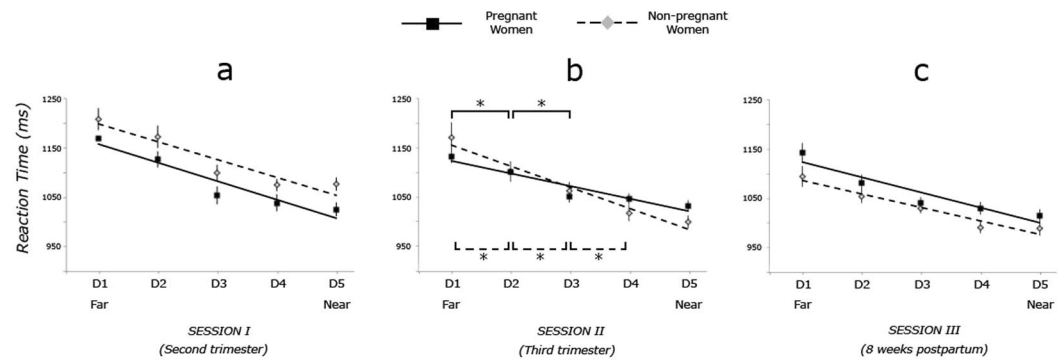 Pregnant Women
Non-pregnant Women
a
b
c
Reaction Time (ms)
1250
1150
1050
950
1250
1150
1050
950
1250
1150
1050
950
* *
* * *
D1 D2 D3 D4 D5
Far Near
SESSION I
(Second trimester)
D1 D2 D3 D4 D5
Far Near
SESSION II
(Third trimester)
D1 D2 D3 D4 D5
Far Near
SESSION III
(8 weeks postpartum)